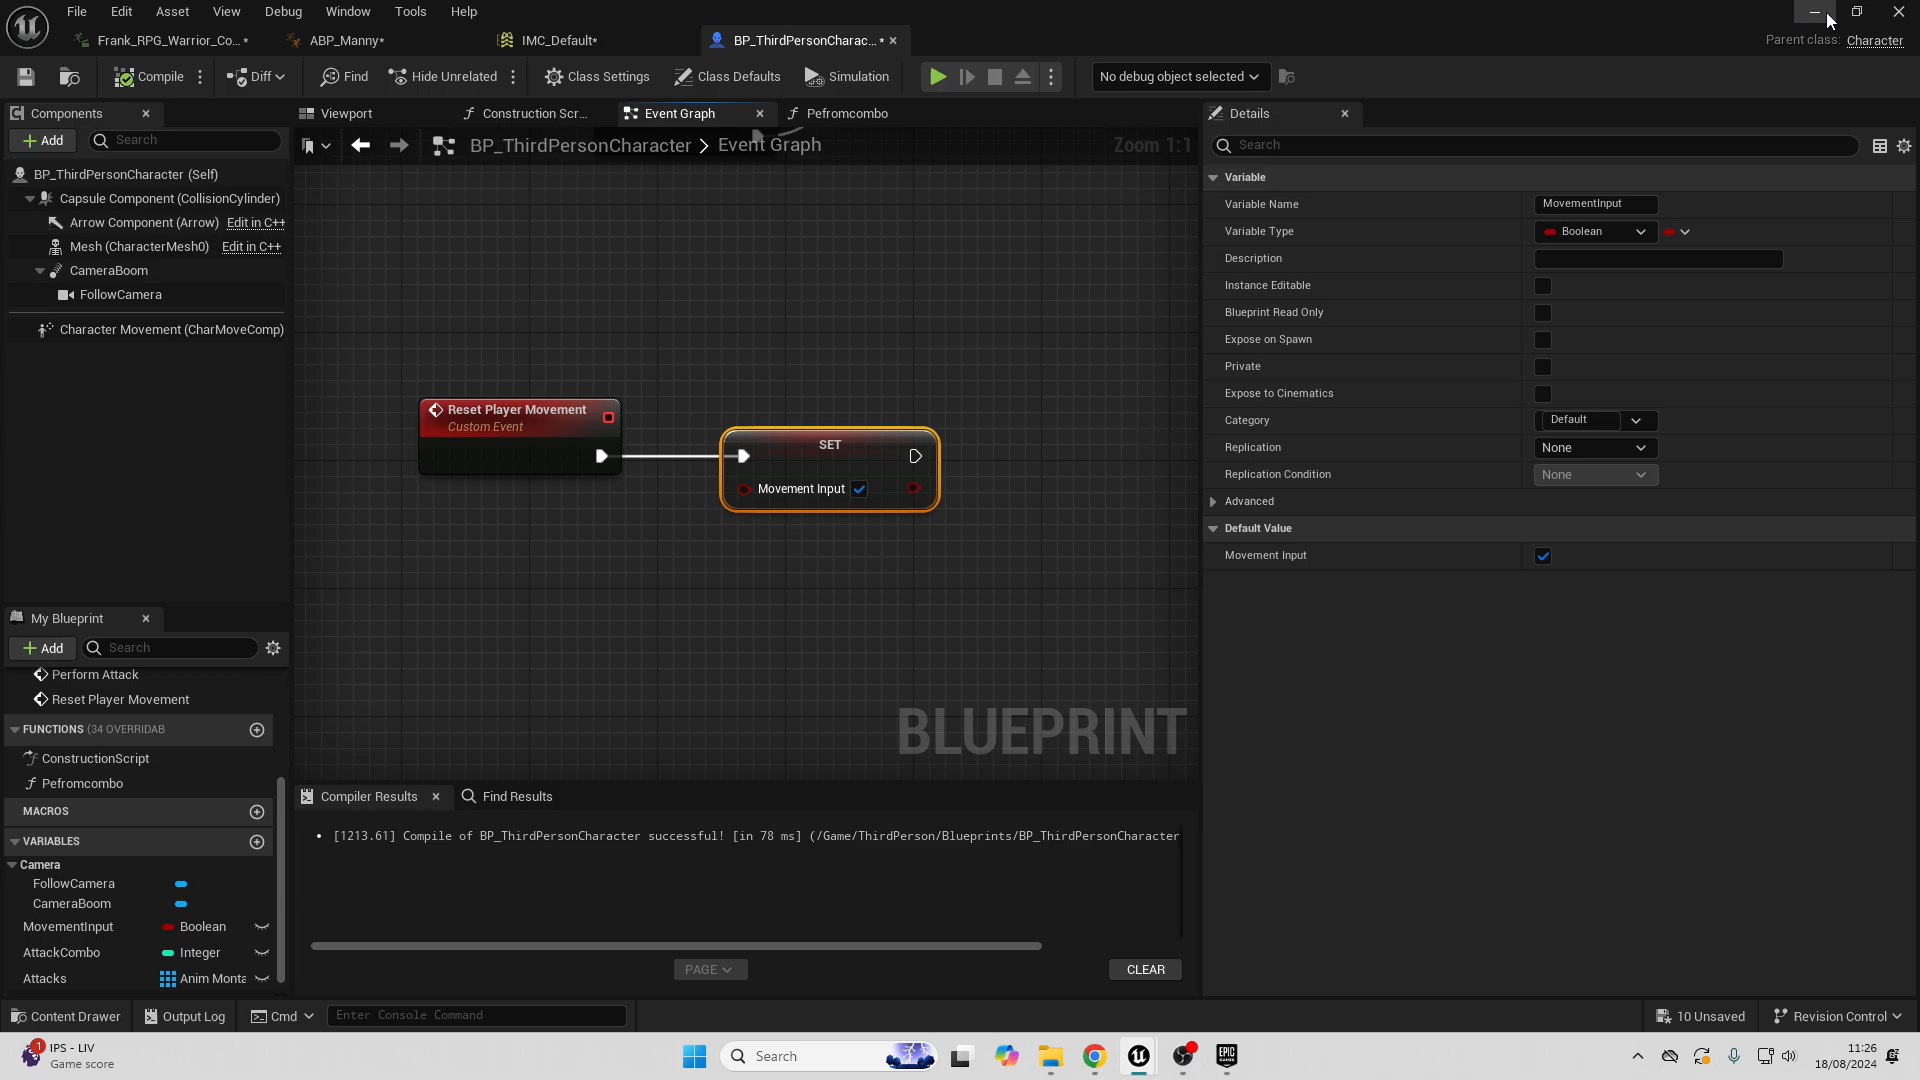 File Edit Asset View Debug Window Tools Help
Frank_RPG_Warrior_Co...* ABP_Manny* IMC_Default* BP_ThirdPersonCharac...* Parent class: Character
Compile Diff Find Hide Unrelated Class Settings Class Defaults Simulation No debug object selected
Components
Add Search
BP_ThirdPersonCharacter (Self)
Capsule Component (CollisionCylinder)
Arrow Component (Arrow) Edit in C++
Mesh (CharacterMesh0) Edit in C++
CameraBoom
FollowCamera
Character Movement (CharMoveComp)
My Blueprint
Add Search
Perform Attack
Reset Player Movement
FUNCTIONS (34 OVERRIDAB
ConstructionScript
Pefromcombo
MACROS
VARIABLES
Camera
FollowCamera
CameraBoom
MovementInput Boolean
AttackCombo Integer
Attacks Anim Monta
Viewport Construction Scr... Event Graph Pefromcombo
BP_ThirdPersonCharacter > Event Graph Zoom 1:1
Reset Player Movement
Custom Event
SET
Movement Input
BLUEPRINT
Compiler Results Find Results
[1213.61] Compile of BP_ThirdPersonCharacter successful! [in 78 ms] (/Game/ThirdPerson/Blueprints/BP_ThirdPersonCharacter
PAGE CLEAR
Details
Search
Variable
Variable Name MovementInput
Variable Type Boolean
Description
Instance Editable
Blueprint Read Only
Expose on Spawn
Private
Expose to Cinematics
Category Default
Replication None
Replication Condition None
Advanced
Default Value
Movement Input
Content Drawer Output Log Cmd Enter Console Command 10 Unsaved Revision Control
1 IPS - LIV
Game score
Search
EPIC GAMES
11:26
18/08/2024